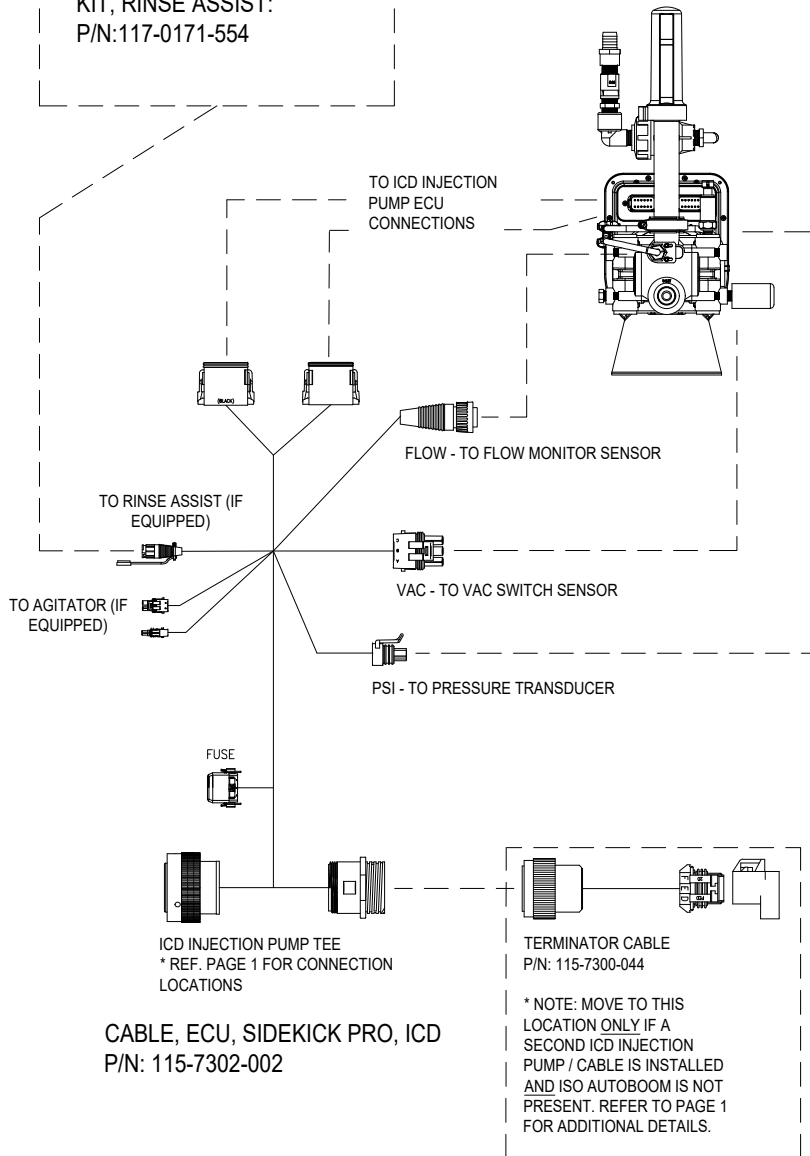 KIT, RINSE ASSIST:
P/N:117-0171-554
TO ICD INJECTION
PUMP ECU
CONNECTIONS
(BLACK)
FLOW - TO FLOW MONITOR SENSOR
TO RINSE ASSIST (IF
EQUIPPED)
VAC - TO VAC SWITCH SENSOR
TO AGITATOR (IF
EQUIPPED)
PSI - TO PRESSURE TRANSDUCER
FUSE
ICD INJECTION PUMP TEE
* REF. PAGE 1 FOR CONNECTION
LOCATIONS
TERMINATOR CABLE
P/N: 115-7300-044
* NOTE: MOVE TO THIS
LOCATION ONLY IF A
SECOND ICD INJECTION
PUMP / CABLE IS INSTALLED
AND ISO AUTOBOOM IS NOT
PRESENT. REFER TO PAGE 1
FOR ADDITIONAL DETAILS.
CABLE, ECU, SIDEKICK PRO, ICD
P/N: 115-7302-002